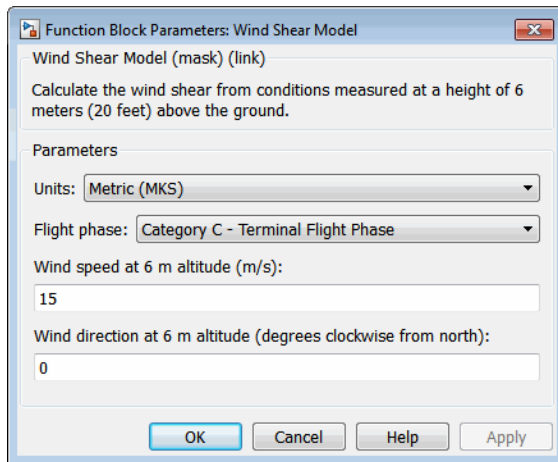 Function Block Parameters: Wind Shear Model
Wind Shear Model (mask) (link)
Calculate the wind shear from conditions measured at a height of 6
meters (20 feet) above the ground.
Parameters
Units: Metric (MKS)
Flight phase: Category C - Terminal Flight Phase
Wind speed at 6 m altitude (m/s):
15
Wind direction at 6 m altitude (degrees clockwise from north):
0
OK Cancel Help Apply